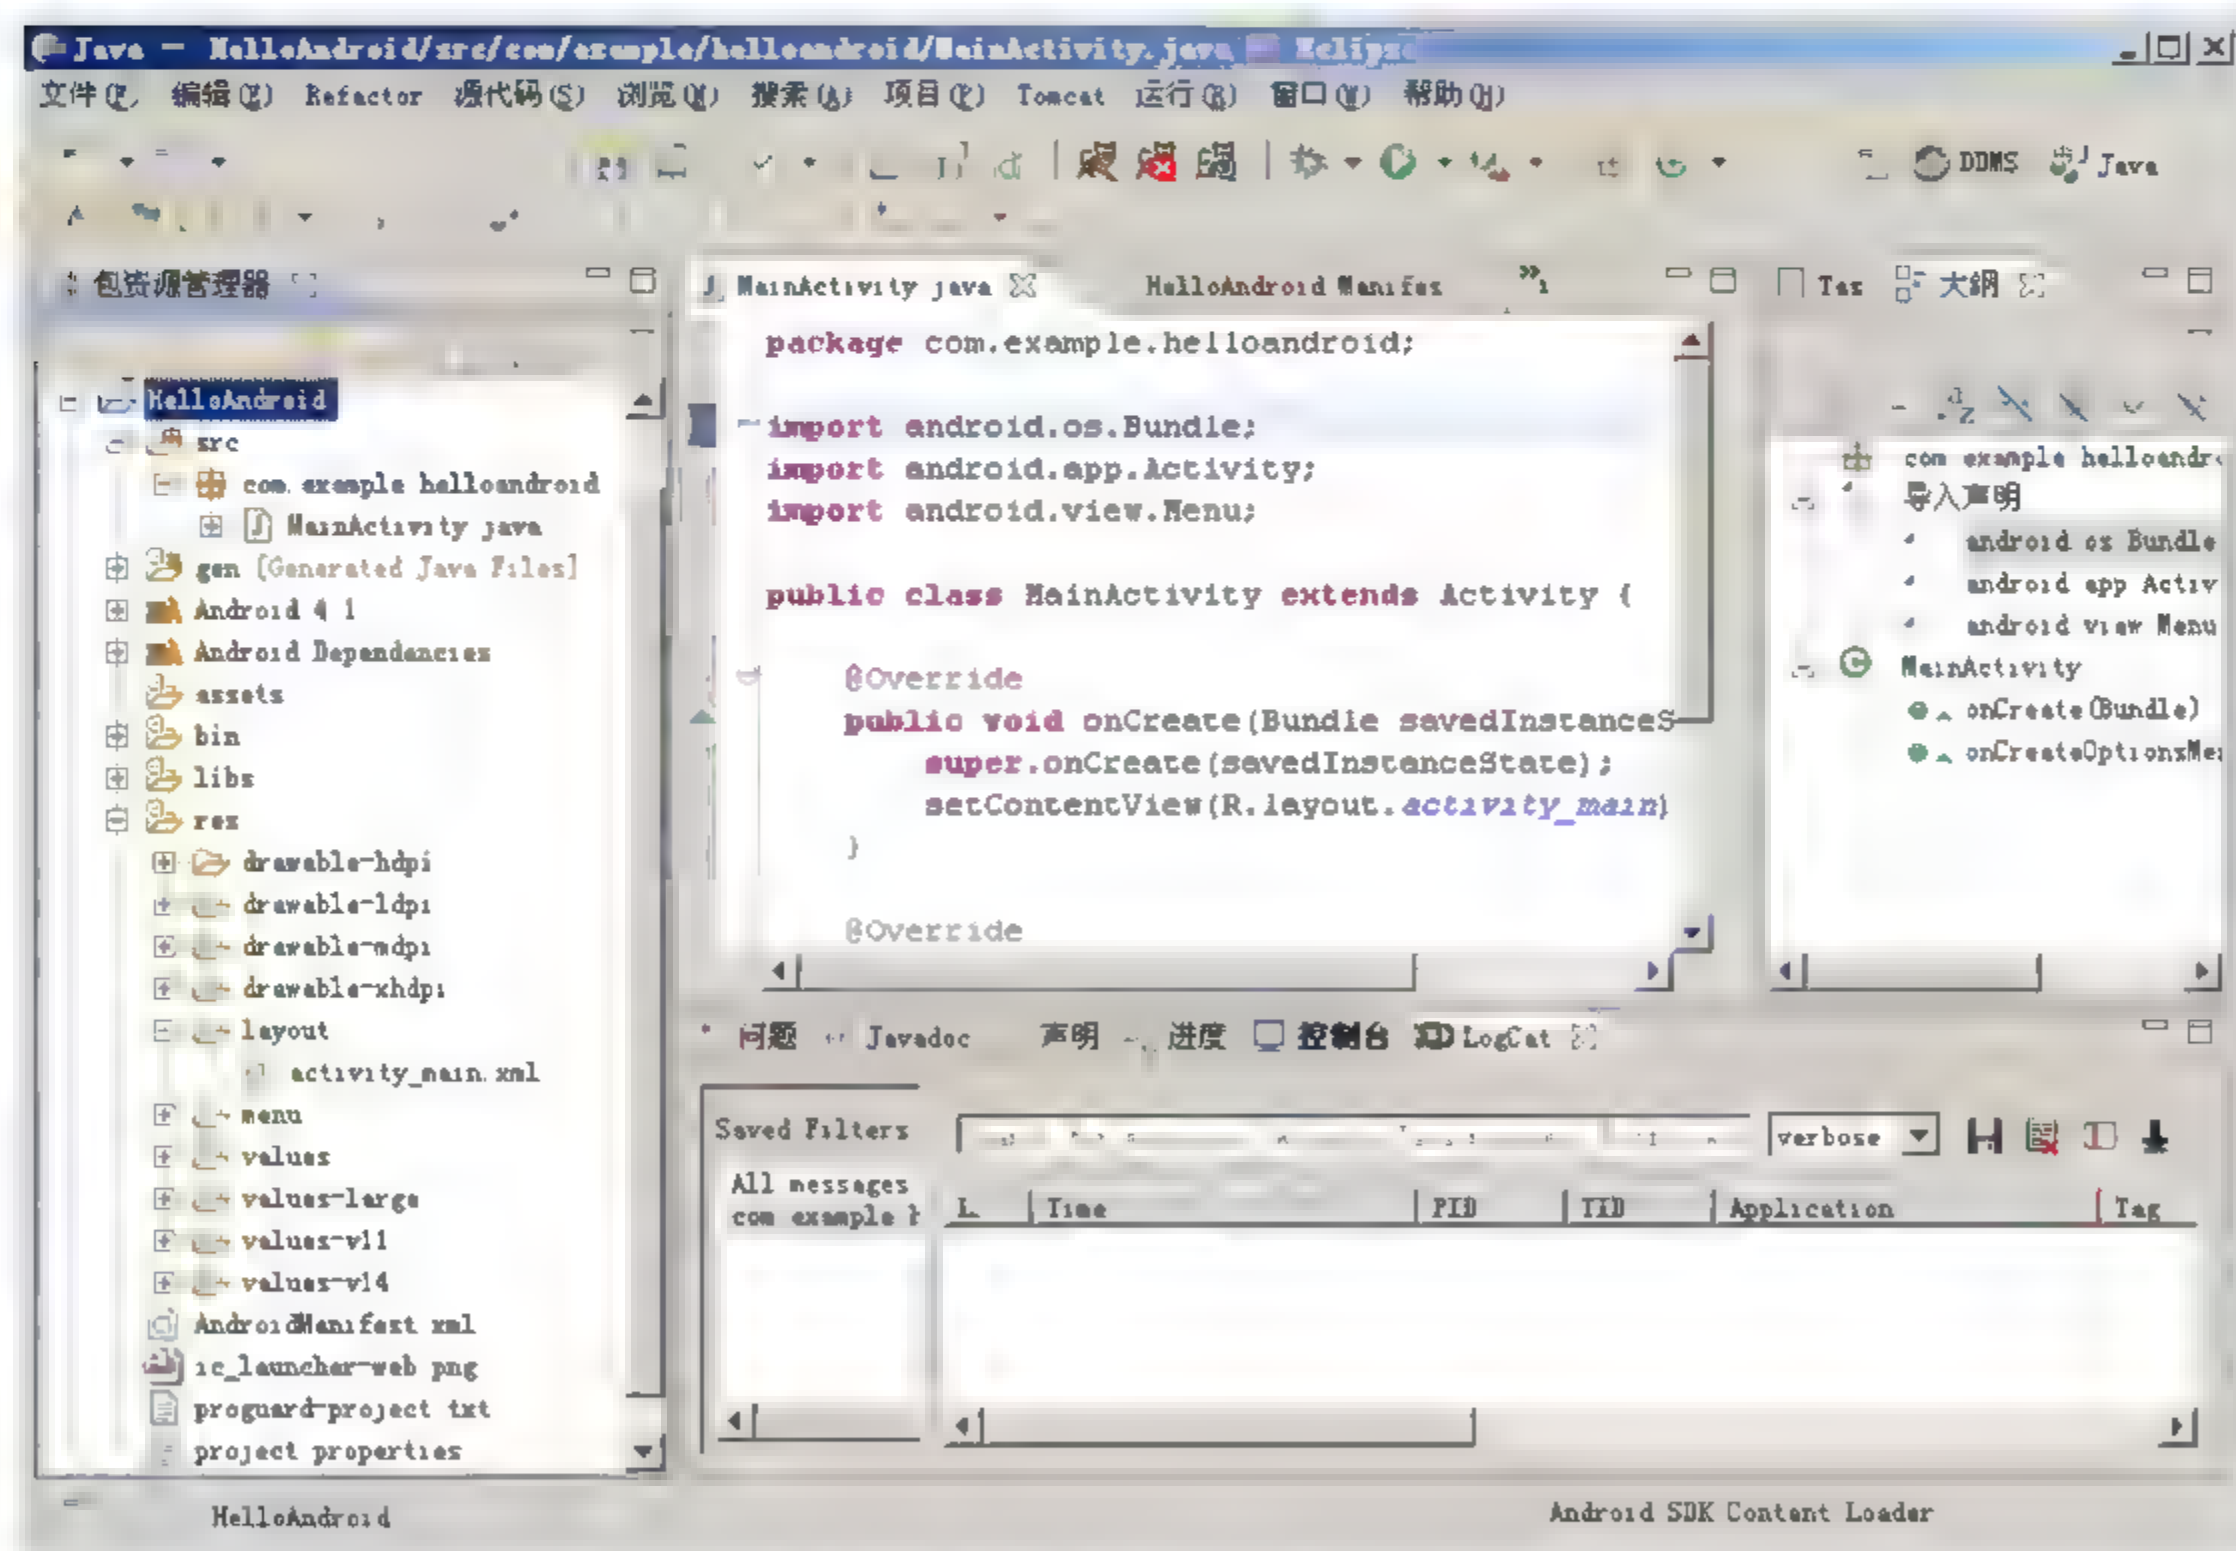 Java - HelloAndroid/src/com/example/helloandroid/MainActivity.java - Eclipse
文件(F) 编辑(E) Refactor 源代码(S) 浏览(N) 搜索(A) 项目(P) Tomcat 运行(R) 窗口(W) 帮助(H)
DDMS Java
包资源管理器
HelloAndroid
src
com.example.helloandroid
MainActivity.java
gen [Generated Java Files]
Android 4.1
Android Dependencies
assets
bin
libs
res
drawable-hdpi
drawable-ldpi
drawable-mdpi
drawable-xhdpi
layout
activity_main.xml
menu
values
values-large
values-v11
values-v14
AndroidManifest.xml
ic_launcher-web.png
proguard-project.txt
project.properties
MainActivity.java HelloAndroid Manifes »1
package com.example.helloandroid;
import android.os.Bundle;
import android.app.Activity;
import android.view.Menu;
public class MainActivity extends Activity {
@Override
public void onCreate(Bundle savedInstanceS
super.onCreate(savedInstanceState);
setContentView(R.layout.activity_main)
}
@Override
Tas 大纲
com.example.helloandr
导入声明
android.os.Bundle
android.app.Activ
android.view.Menu
MainActivity
onCreate(Bundle)
onCreateOptionsMe
问题 Javadoc 声明 进度 控制台 LogCat
Saved Filters
verbose
All messages
com.example.h
L. Time PID TID Application Tag
HelloAndroid
Android SDK Content Loader